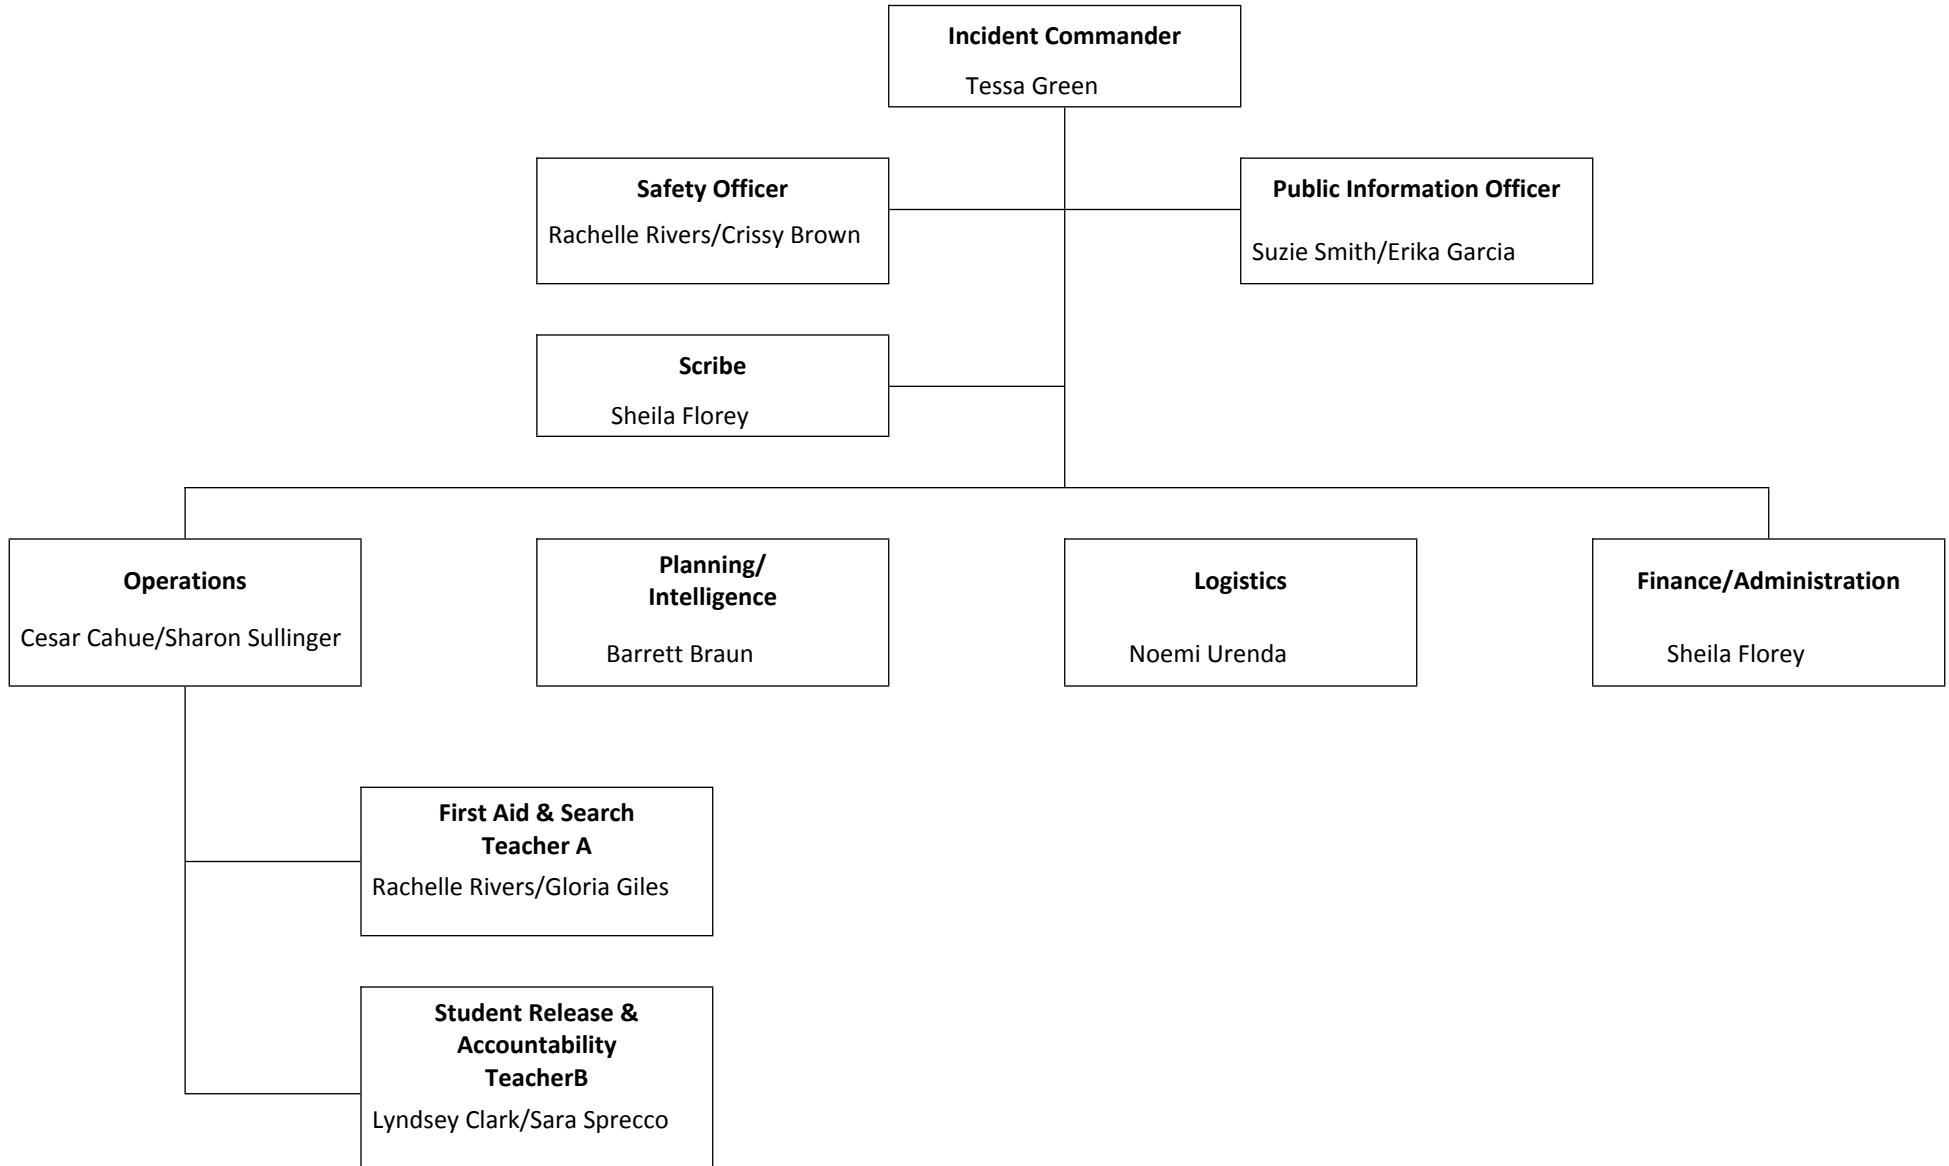 Incident Commander
Tessa Green
Safety Officer
Rachelle Rivers/Crissy Brown
Public Information Officer
Suzie Smith/Erika Garcia
Scribe
Sheila Florey
Operations
Cesar Cahue/Sharon Sullinger
Planning/
Intelligence
Barrett Braun
Logistics
Noemi Urenda
Finance/Administration
Sheila Florey
First Aid & Search
Teacher A
Rachelle Rivers/Gloria Giles
Student Release &
Accountability
TeacherB
Lyndsey Clark/Sara Sprecco